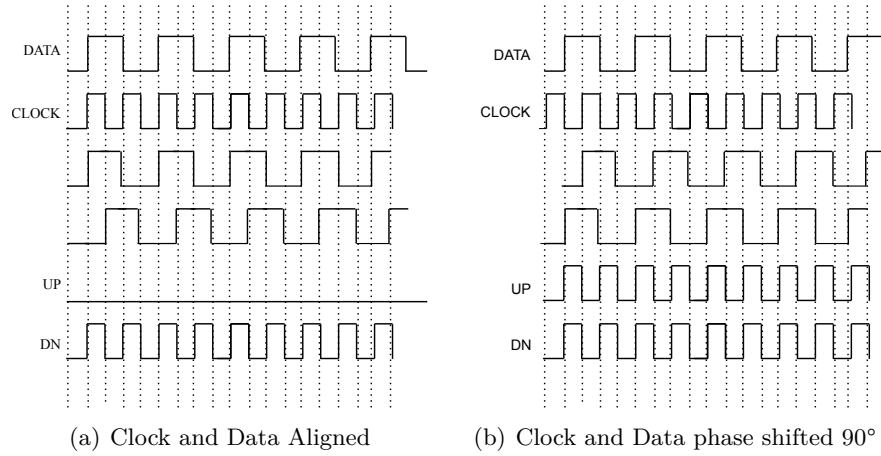 DATA
CLOCK
UP
DN
(a) Clock and Data Aligned
DATA
CLOCK
UP
DN
(b) Clock and Data phase shifted 90°